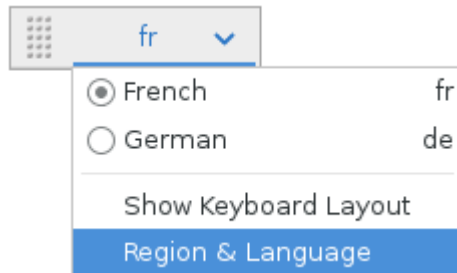 fr
French fr
German de
Show Keyboard Layout
Region & Language